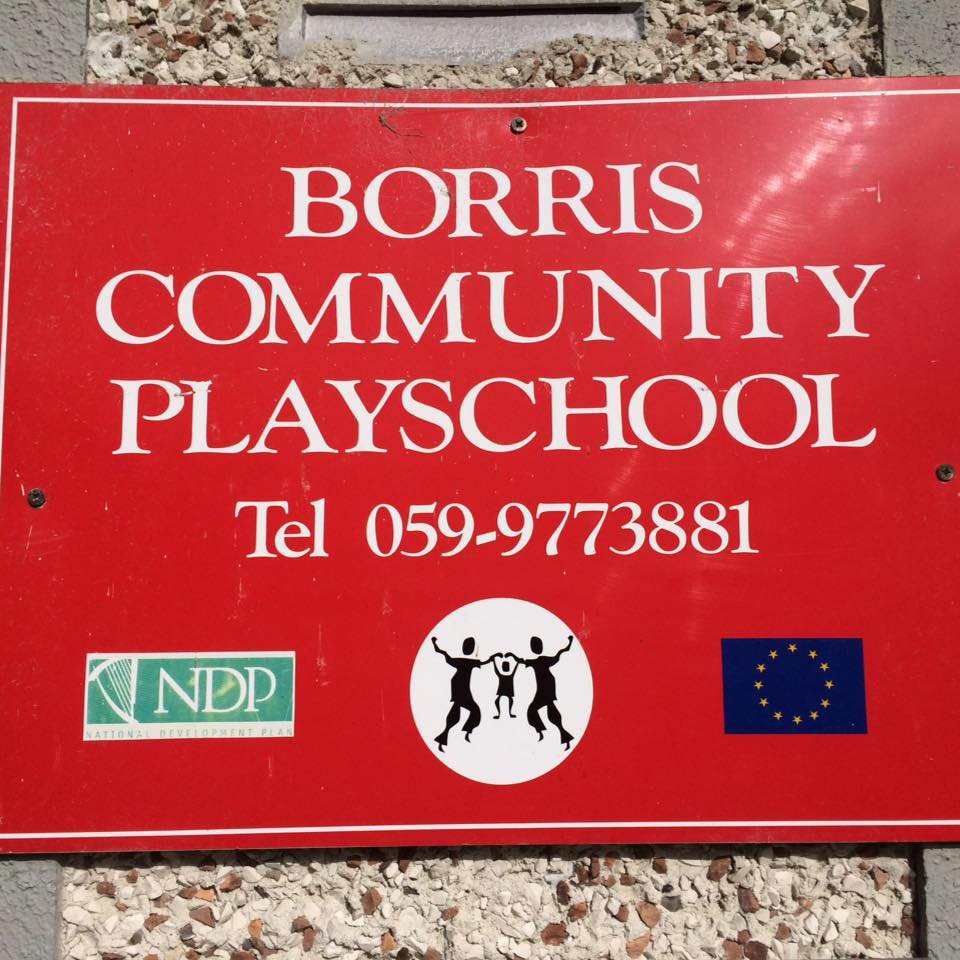 BORRIS
COMMUNITY
PLAYSCHOOL
Tel 059-9773881
NDP
NATIONAL DEVELOPMENT PLAN